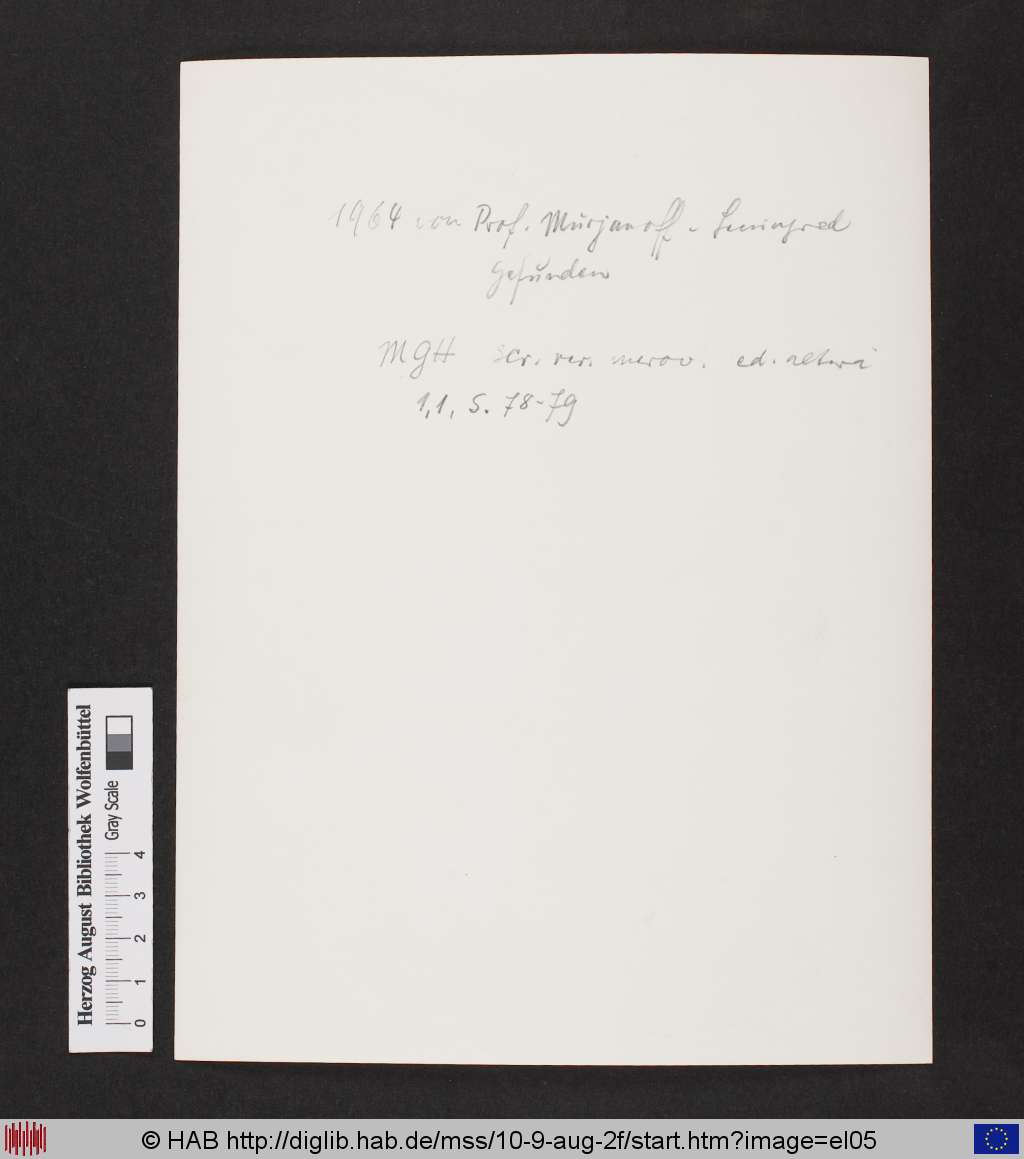 1964 von Prof. Murjanoff - Leningrad
gefunden
MGH scr. rer. merov. ed. altera
1,1, S. 78-79
Herzog August Bibliothek Wolfenbüttel
Gray Scale
0 1 2 3 4
© HAB http://diglib.hab.de/mss/10-9-aug-2f/start.htm?image=el05